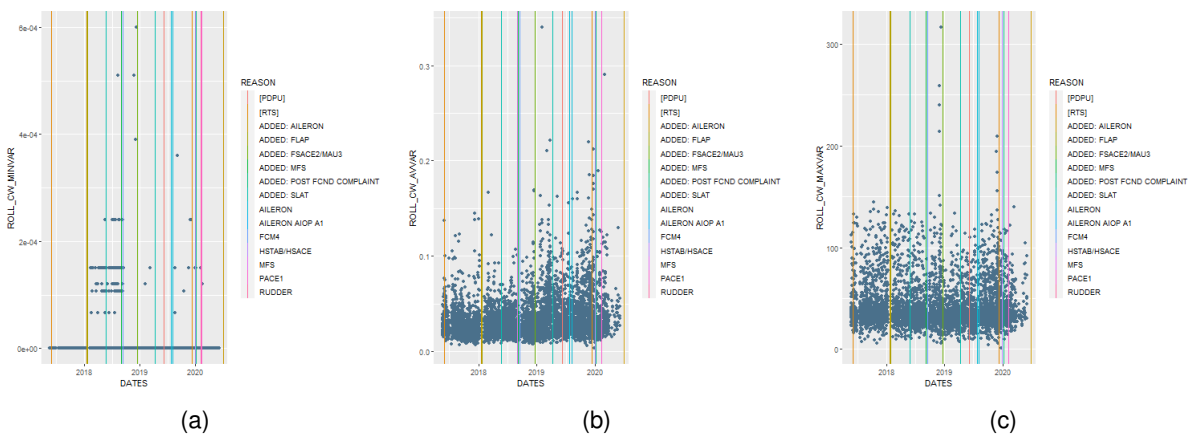 ROLL_CW_MINVAR
6e-04
4e-04
2e-04
0e+00
2018
2019
2020
DATES
REASON
[PDPU]
[RTS]
ADDED: AILERON
ADDED: FLAP
ADDED: FSACE2/MAU3
ADDED: MFS
ADDED: POST FCND COMPLAINT
ADDED: SLAT
AILERON
AILERON AIOP A1
FCM4
HSTAB/HSACE
MFS
PACE1
RUDDER
(a)
ROLL_CW_AVVAR
0.3
0.2
0.1
0.0
2018
2019
2020
DATES
REASON
[PDPU]
[RTS]
ADDED: AILERON
ADDED: FLAP
ADDED: FSACE2/MAU3
ADDED: MFS
ADDED: POST FCND COMPLAINT
ADDED: SLAT
AILERON
AILERON AIOP A1
FCM4
HSTAB/HSACE
MFS
PACE1
RUDDER
(b)
ROLL_CW_MAXVAR
300
200
100
0
2018
2019
2020
DATES
REASON
[PDPU]
[RTS]
ADDED: AILERON
ADDED: FLAP
ADDED: FSACE2/MAU3
ADDED: MFS
ADDED: POST FCND COMPLAINT
ADDED: SLAT
AILERON
AILERON AIOP A1
FCM4
HSTAB/HSACE
MFS
PACE1
RUDDER
(c)